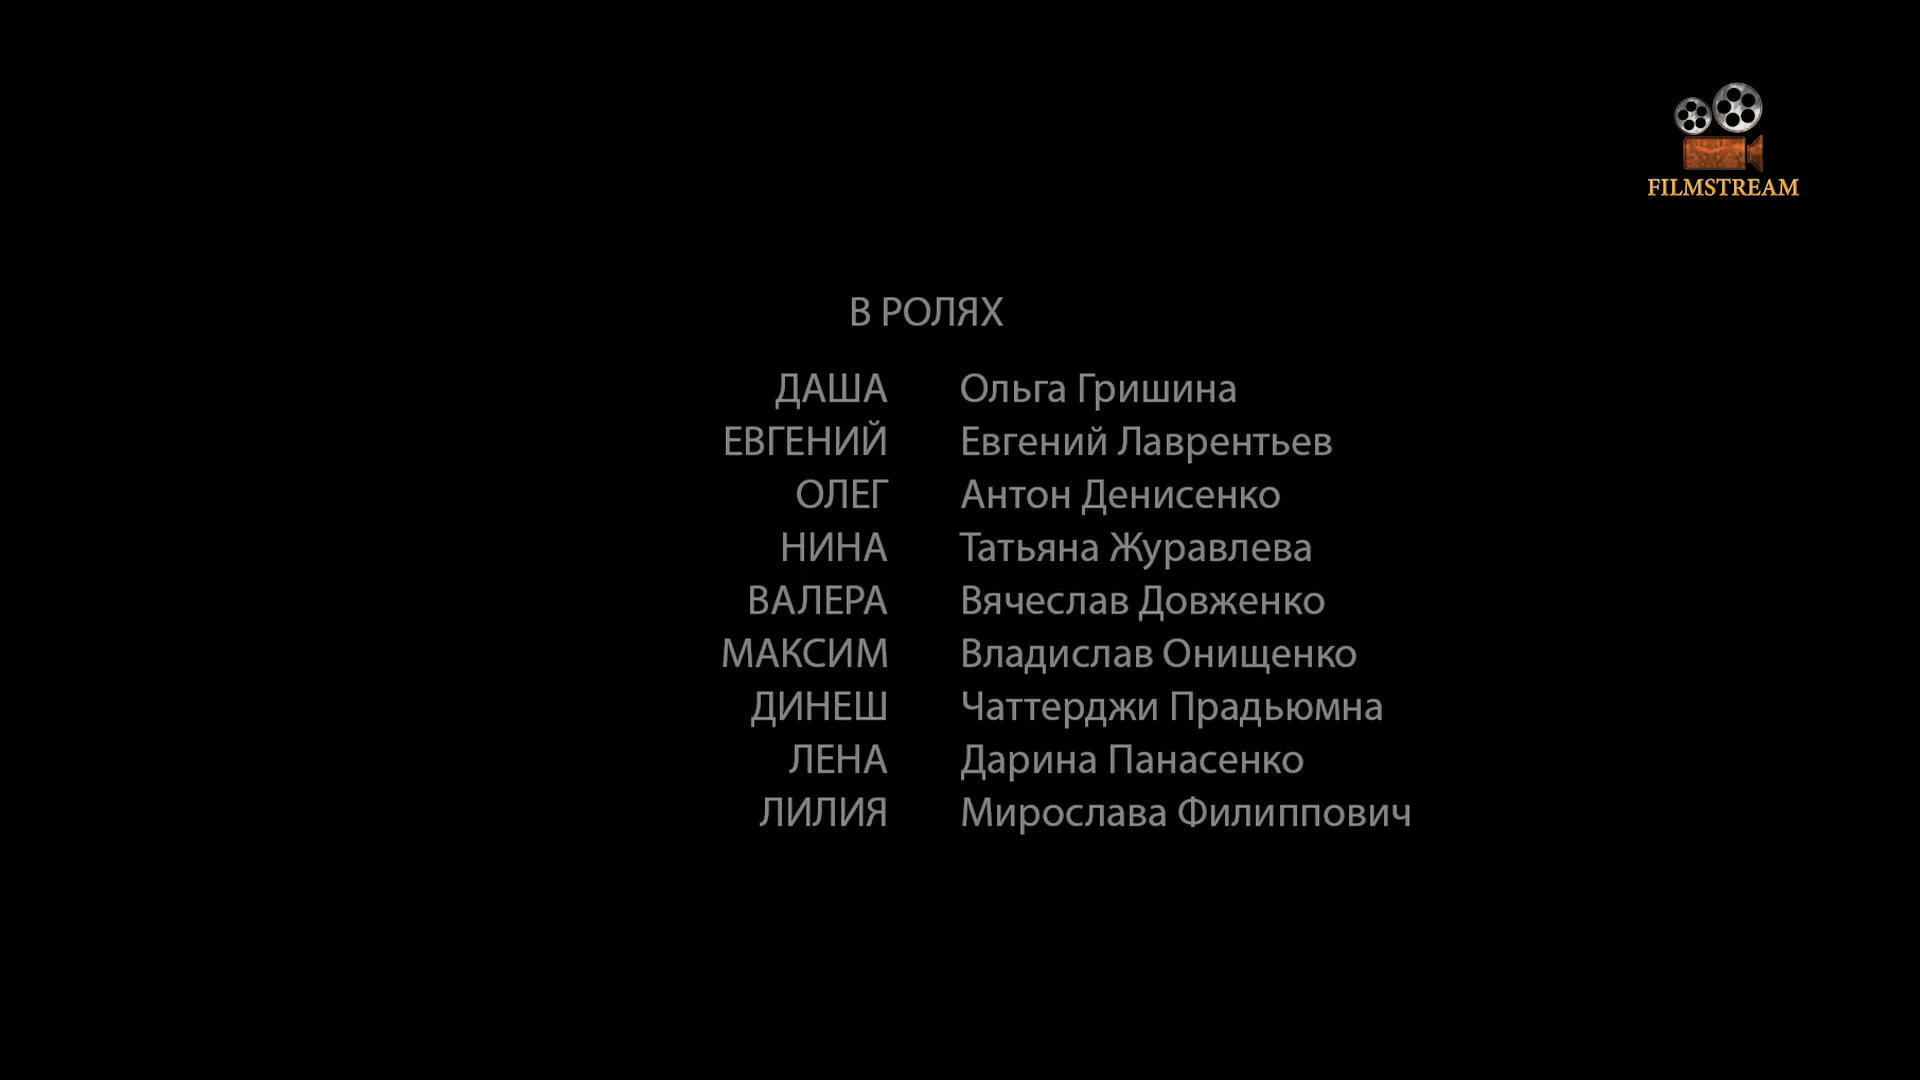 FILMSTREAM
В РОЛЯХ
ДАША Ольга Гришина
ЕВГЕНИЙ Евгений Лаврентьев
ОЛЕГ Антон Денисенко
НИНА Татьяна Журавлева
ВАЛЕРА Вячеслав Довженко
МАКСИМ Владислав Онищенко
ДИНЕШ Чаттерджи Прадьюмна
ЛЕНА Дарина Панасенко
ЛИЛИЯ Мирослава Филиппович